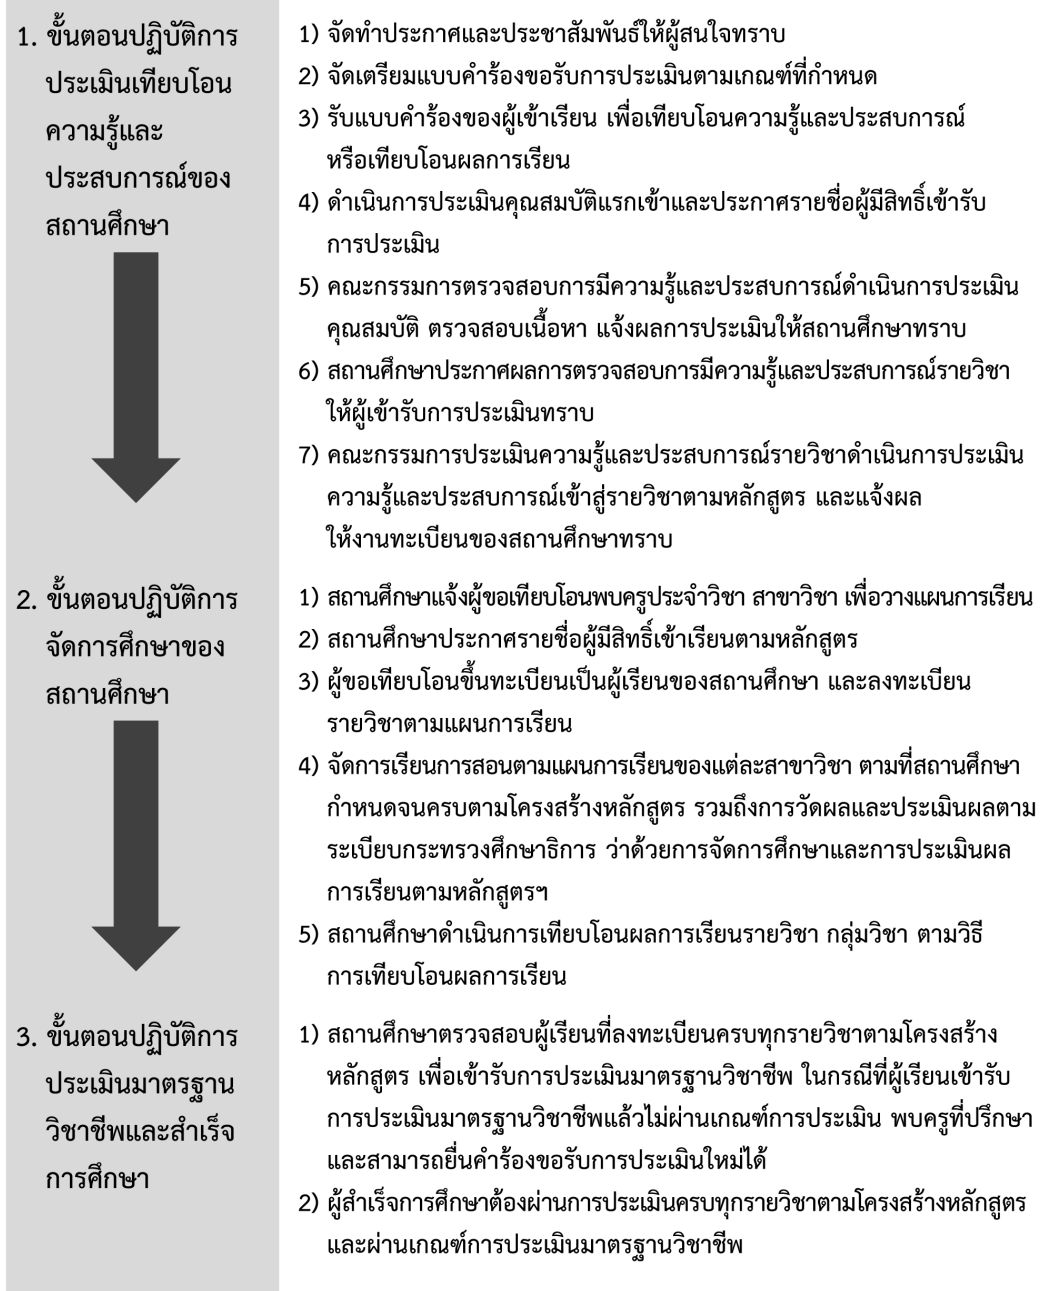 1. ขั้นตอนปฏิบัติการ
ประเมินเทียบโอน
ความรู้และ
ประสบการณ์ของ
สถานศึกษา
1) จัดทำประกาศและประชาสัมพันธ์ให้ผู้สนใจทราบ
2) จัดเตรียมแบบคำร้องขอรับการประเมินตามเกณฑ์ที่กำหนด
3) รับแบบคำร้องของผู้เข้าเรียน เพื่อเทียบโอนความรู้และประสบการณ์
หรือเทียบโอนผลการเรียน
4) ดำเนินการประเมินคุณสมบัติแรกเข้าและประกาศรายชื่อผู้มีสิทธิ์เข้ารับ
การประเมิน
5) คณะกรรมการตรวจสอบการมีความรู้และประสบการณ์ดำเนินการประเมิน
คุณสมบัติ ตรวจสอบเนื้อหา แจ้งผลการประเมินให้สถานศึกษาทราบ
6) สถานศึกษาประกาศผลการตรวจสอบการมีความรู้และประสบการณ์รายวิชา
ให้ผู้เข้ารับการประเมินทราบ
7) คณะกรรมการประเมินความรู้และประสบการณ์รายวิชาดำเนินการประเมิน
ความรู้และประสบการณ์เข้าสู่รายวิชาตามหลักสูตร และแจ้งผล
ให้งานทะเบียนของสถานศึกษาทราบ
2. ขั้นตอนปฏิบัติการ
จัดการศึกษาของ
สถานศึกษา
1) สถานศึกษาแจ้งผู้ขอเทียบโอนพบครูประจำวิชา สาขาวิชา เพื่อวางแผนการเรียน
2) สถานศึกษาประกาศรายชื่อผู้มีสิทธิ์เข้าเรียนตามหลักสูตร
3) ผู้ขอเทียบโอนขึ้นทะเบียนเป็นผู้เรียนของสถานศึกษา และลงทะเบียน
รายวิชาตามแผนการเรียน
4) จัดการเรียนการสอนตามแผนการเรียนของแต่ละสาขาวิชา ตามที่สถานศึกษา
กำหนดจนครบตามโครงสร้างหลักสูตร รวมถึงการวัดผลและประเมินผลตาม
ระเบียบกระทรวงศึกษาธิการ ว่าด้วยการจัดการศึกษาและการประเมินผล
การเรียนตามหลักสูตรฯ
5) สถานศึกษาดำเนินการเทียบโอนผลการเรียนรายวิชา กลุ่มวิชา ตามวิธี
การเทียบโอนผลการเรียน
3. ขั้นตอนปฏิบัติการ
ประเมินมาตรฐาน
วิชาชีพและสำเร็จ
การศึกษา
1) สถานศึกษาตรวจสอบผู้เรียนที่ลงทะเบียนครบทุกรายวิชาตามโครงสร้าง
หลักสูตร เพื่อเข้ารับการประเมินมาตรฐานวิชาชีพ ในกรณีที่ผู้เรียนเข้ารับ
การประเมินมาตรฐานวิชาชีพแล้วไม่ผ่านเกณฑ์การประเมิน พบครูที่ปรึกษา
และสามารถยื่นคำร้องขอรับการประเมินใหม่ได้
2) ผู้สำเร็จการศึกษาต้องผ่านการประเมินครบทุกรายวิชาตามโครงสร้างหลักสูตร
และผ่านเกณฑ์การประเมินมาตรฐานวิชาชีพ